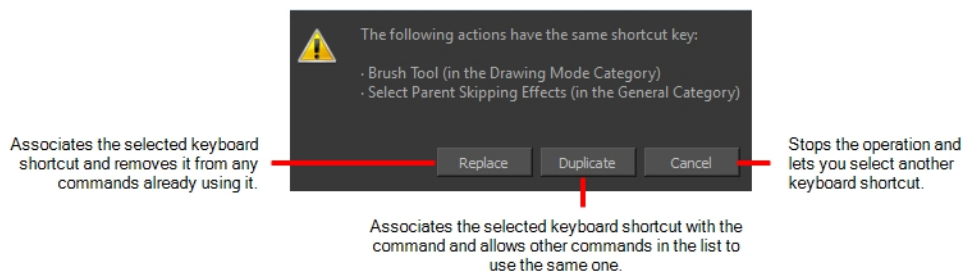 The following actions have the same shortcut key:
· Brush Tool (in the Drawing Mode Category)
· Select Parent Skipping Effects (in the General Category)
Associates the selected keyboard
shortcut and removes it from any
commands already using it.
Replace
Duplicate
Cancel
Stops the operation and
lets you select another
keyboard shortcut.
Associates the selected keyboard shortcut with the
command and allows other commands in the list to
use the same one.